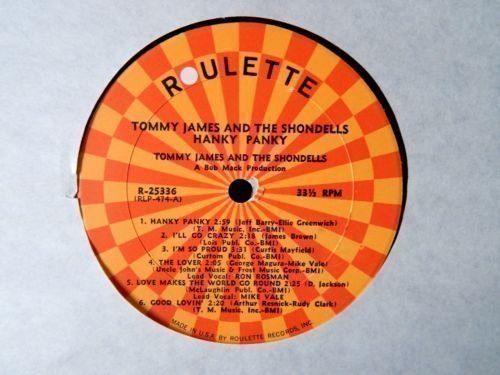 ROULETTE
TOMMY JAMES AND THE SHONDELLS
HANKY PANKY
TOMMY JAMES AND THE SHONDELLS
A Bob Mack Production
R-25336
(RLP-474-A)
33⅓ RPM
1. HANKY PANKY 2:59 (Jeff Barry-Ellie Greenwich)
(T. M. Music, Inc.-BMI)
2. I'LL GO CRAZY 2:18 (James Brown)
(Lois Publ. Co.-BMI)
3. I'M SO PROUD 3:31 (Curtis Mayfield)
(Curtom Publ. Co.-BMI)
4. THE LOVER 2:05 (George Magura-Mike Vale)
(Uncle John's Music & Frost Music Corp.-BMI)
Lead Vocal: RON ROSMAN
5. LOVE MAKES THE WORLD GO ROUND 2:25 (D. Jackson)
(McLaughlin Publ. Co.-BMI)
Lead Vocal: MIKE VALE
6. GOOD LOVIN' 2:20 (Arthur Resnick-Rudy Clark)
(T. M. Music, Inc.-BMI)
MADE IN U.S.A. BY ROULETTE RECORDS, INC.